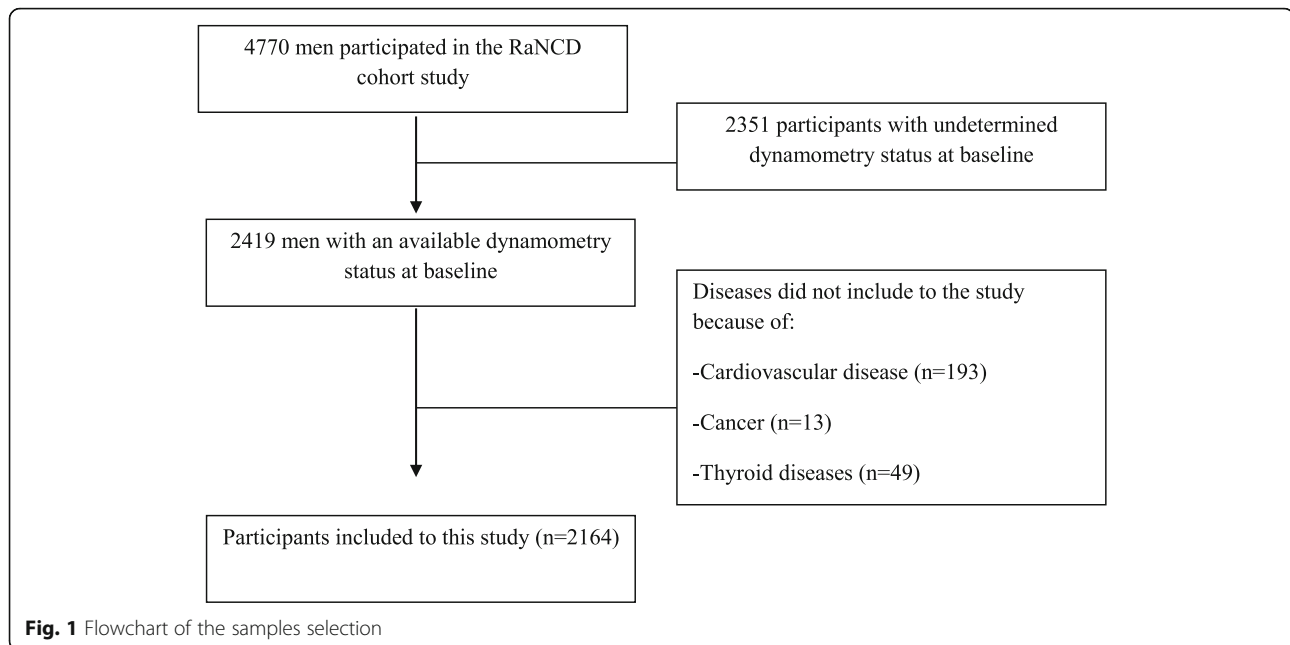 4770 men participated in the RaNCD
cohort study
2351 participants with undetermined
dynamometry status at baseline
2419 men with an available dynamometry
status at baseline
Diseases did not include to the study
because of:
-Cardiovascular disease (n=193)
-Cancer (n=13)
-Thyroid diseases (n=49)
Participants included to this study (n=2164)
Fig. 1 Flowchart of the samples selection